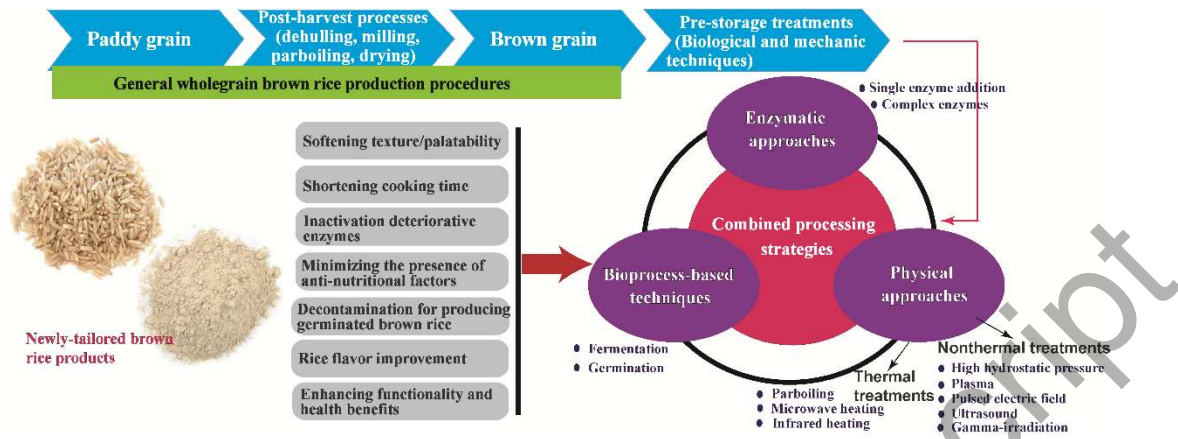 Paddy grain
Post-harvest processes
(dehulling, milling,
parboiling, drying)
Brown grain
Pre-storage treatments
(Biological and mechanic
techniques)
General wholegrain brown rice production procedures
Softening texture/palatability
Shortening cooking time
Inactivation deteriorative
enzymes
Minimizing the presence of
anti-nutritional factors
Decontamination for producing
germinated brown rice
Rice flavor improvement
Enhancing functionality and
health benefits
Newly-tailored brown
rice products
Enzymatic
approaches
• Single enzyme addition
• Complex enzymes
Combined processing
strategies
Bioprocess-based
techniques
• Fermentation
• Germination
Physical
approaches
Thermal
treatments
• Parboiling
• Microwave heating
• Infrared heating
Nonthermal treatments
• High hydrostatic pressure
• Plasma
• Pulsed electric field
• Ultrasound
• Gamma-irradiation
cript